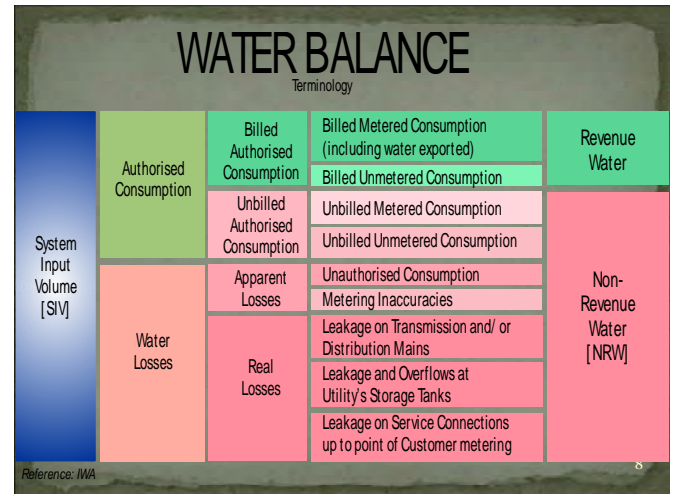 WATER BALANCE
Terminology
System
Input
Volume
[SIV]
Authorised
Consumption
Water
Losses
Billed
Authorised
Consumption
Unbilled
Authorised
Consumption
Apparent
Losses
Real
Losses
Billed Metered Consumption
(including water exported)
Billed Unmetered Consumption
Unbilled Metered Consumption
Unbilled Unmetered Consumption
Unauthorised Consumption
Metering Inaccuracies
Leakage on Transmission and/ or
Distribution Mains
Leakage and Overflows at
Utility's Storage Tanks
Leakage on Service Connections
up to point of Customer metering
Revenue
Water
Non-
Revenue
Water
[NRW]
Reference: IWA
8